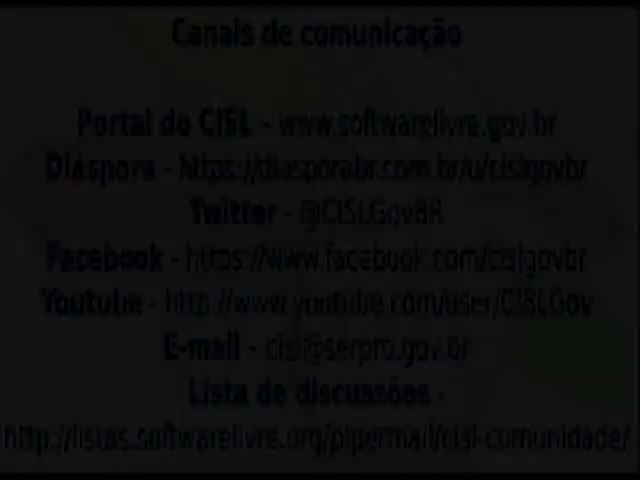 Canais de comunicação
Portal do CISL - www.softwarelivre.gov.br
Diáspora - https://diasporabr.com.br/u/cislgovbr
Twitter - @CISLGovBR
Facebook - https://www.facebook.com/cislgovbr
Youtube - http://www.youtube.com/user/CISLGov
E-mail - cisl@serpro.gov.br
Lista de discussões -
http://listas.softwarelivre.org/pipermail/cisl-comunidade/